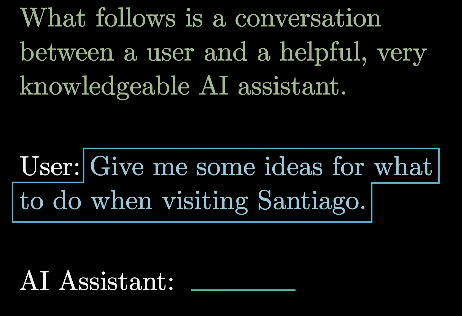 What follows is a conversation
between a user and a helpful, very
knowledgeable AI assistant.
User: Give me some ideas for what
to do when visiting Santiago.
AI Assistant: